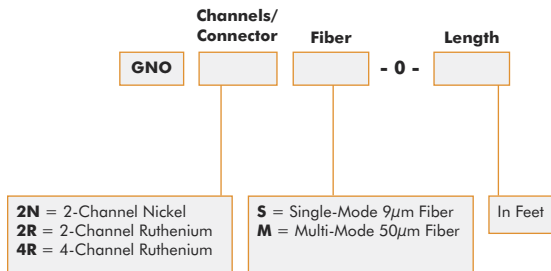 Channels/
Connector
Fiber
Length
GNO
- 0 -
2N = 2-Channel Nickel
2R = 2-Channel Ruthenium
4R = 4-Channel Ruthenium
S = Single-Mode 9µm Fiber
M = Multi-Mode 50µm Fiber
In Feet